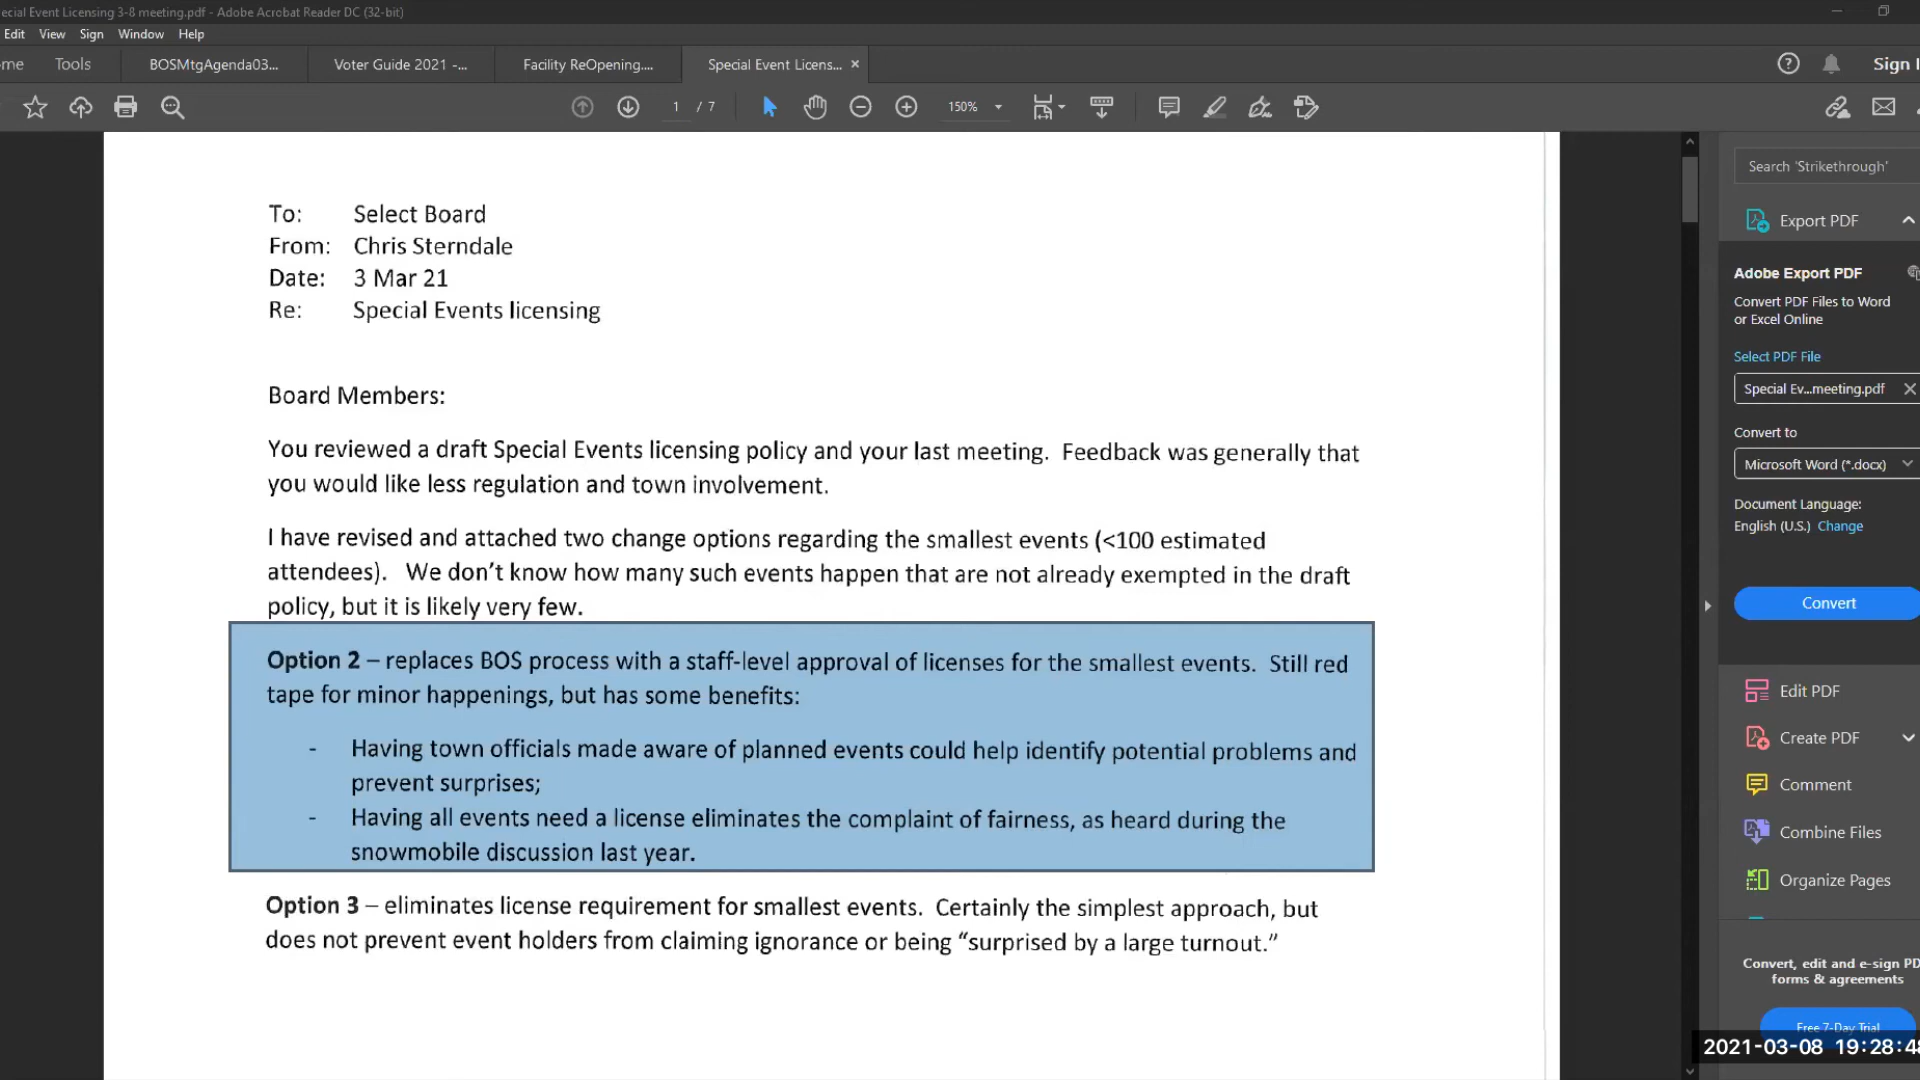 ecial Event Licensing 3-8 meeting.pdf - Adobe Acrobat Reader DC (32-bit)
Edit View Sign Window Help
ome Tools BOSMtgAgenda03... Voter Guide 2021 -... Facility ReOpening.... Special Event Licens... × Sign I
1 / 7 150%
Search 'Strikethrough'
Export PDF
Adobe Export PDF
Convert PDF Files to Word
or Excel Online
Select PDF File
Special Ev...meeting.pdf
Convert to
Microsoft Word (*.docx)
Document Language:
English (U.S.) Change
Convert
Edit PDF
Create PDF
Comment
Combine Files
Organize Pages
Convert, edit and e-sign PD
forms & agreements
Free 7-Day Trial
To: Select Board
From: Chris Sterndale
Date: 3 Mar 21
Re: Special Events licensing
Board Members:
You reviewed a draft Special Events licensing policy and your last meeting. Feedback was generally that
you would like less regulation and town involvement.
I have revised and attached two change options regarding the smallest events (<100 estimated
attendees). We don't know how many such events happen that are not already exempted in the draft
policy, but it is likely very few.
Option 2 – replaces BOS process with a staff-level approval of licenses for the smallest events. Still red
tape for minor happenings, but has some benefits:
- Having town officials made aware of planned events could help identify potential problems and
prevent surprises;
- Having all events need a license eliminates the complaint of fairness, as heard during the
snowmobile discussion last year.
Option 3 – eliminates license requirement for smallest events. Certainly the simplest approach, but
does not prevent event holders from claiming ignorance or being “surprised by a large turnout.”
2021-03-08 19:28:48